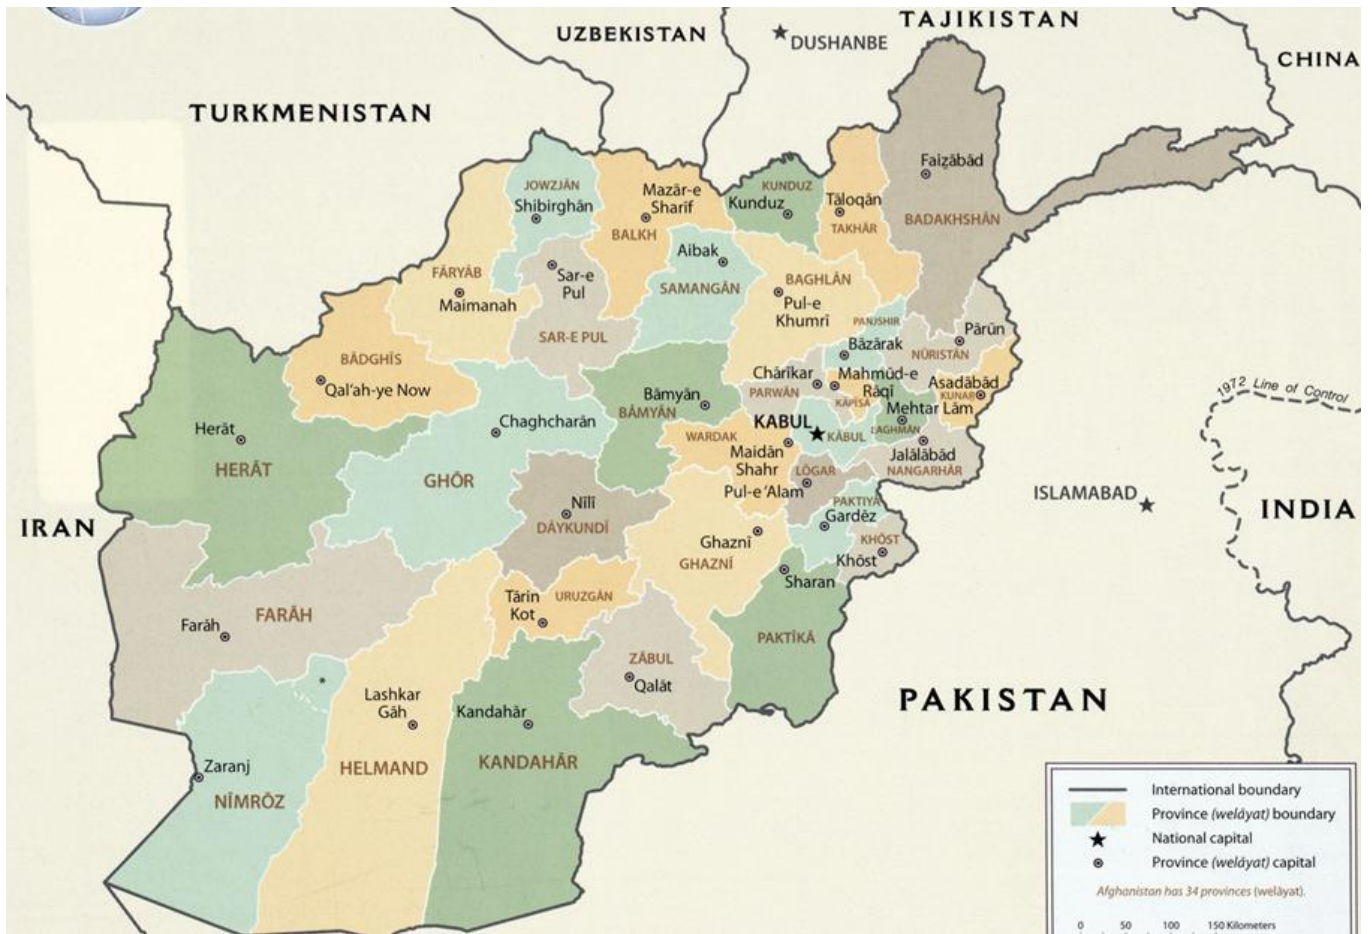 UZBEKISTAN
DUSHANBE
TAJIKISTAN
CHINA
TURKMENISTAN
Faiẕābād
JOWZJĀN
Shibirghān
Mazār-e
Sharīf
BALKH
KUNDUZ
Kunduz
Tāloqān
TAKHĀR
BADAKHSHĀN
Aibak
SAMANGĀN
FĀRYĀB
Maimanah
Sar-e
Pul
SAR-E PUL
BAGHLĀN
Pul-e
Khumrī
PANJSHIR
Bāzārak
Pārūn
NŪRISTĀN
BĀDGHĪS
Qal'ah-ye Now
Chārīkar
PARWĀN
Mahmūd-e
Rāqī
KĀPĪSĀ
Asadābād
KUNAR
Mehtar Lām
LAGHMĀN
1972 Line of Control
Bāmyān
BĀMYĀN
Chaghcharān
Herāt
HERĀT
GHŌR
WARDAK
KABUL
KĀBUL
Maidān
Shahr
Jalālābād
NANGARHĀR
LŌGAR
Pul-e 'Alam
ISLAMABAD
INDIA
IRAN
Nīlī
DĀYKUNDĪ
PAKTIYĀ
Gardēz
Ghaznī
GHAZNĪ
KHŌST
Khōst
Sharan
Tārīn
Kot
URUZGĀN
FARĀH
Farāh
PAKTĪKĀ
ZĀBUL
Qalāt
*
Lashkar
Gāh
Kandahār
PAKISTAN
Zaranj
NĪMRŌZ
HELMAND
KANDAHĀR
International boundary
Province (welāyat) boundary
National capital
Province (welāyat) capital
Afghanistan has 34 provinces (welāyat).
0 50 100 150 Kilometers